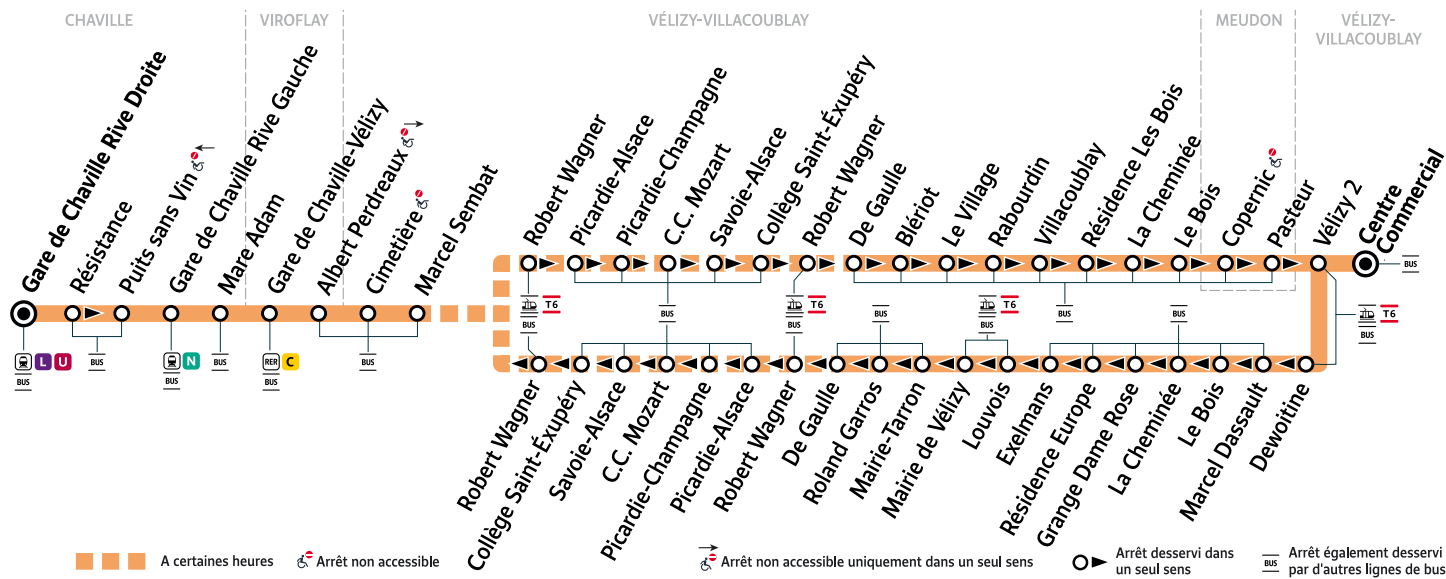 CHAVILLE
VIROFLAY
VÉLIZY-VILLACOUBLAY
MEUDON
VÉLIZY-
VILLACOUBLAY
Gare de Chaville Rive Droite
Résistance
Puits sans Vin
Gare de Chaville Rive Gauche
Mare Adam
Gare de Chaville-Vélizy
Albert Perdreaux
Cimetière
Marcel Sembat
Robert Wagner
Picardie-Alsace
Picardie-Champagne
C.C. Mozart
Savoie-Alsace
Collège Saint-Éxupéry
Robert Wagner
De Gaulle
Blériot
Le Village
Rabourdin
Villacoublay
Résidence Les Bois
La Cheminée
Le Bois
Copernic
Pasteur
Vélizy 2
Centre
Commercial
BUS
T6
BUS
BUS
T6
BUS
BUS
T6
BUS
BUS
BUS
T6
BUS
L U
BUS
BUS
N
BUS
BUS
RER C
BUS
BUS
Robert Wagner
Collège Saint-Éxupéry
Savoie-Alsace
C.C. Mozart
Picardie-Champagne
Picardie-Alsace
Robert Wagner
De Gaulle
Roland Garros
Mairie-Tarron
Mairie de Vélizy
Louvois
Exelmans
Résidence Europe
Grange Dame Rose
La Cheminée
Le Bois
Marcel Dassault
Dewoitine
A certaines heures
Arrêt non accessible
Arrêt non accessible uniquement dans un seul sens
Arrêt desservi dans
un seul sens
BUS
Arrêt également desservi
par d'autres lignes de bus